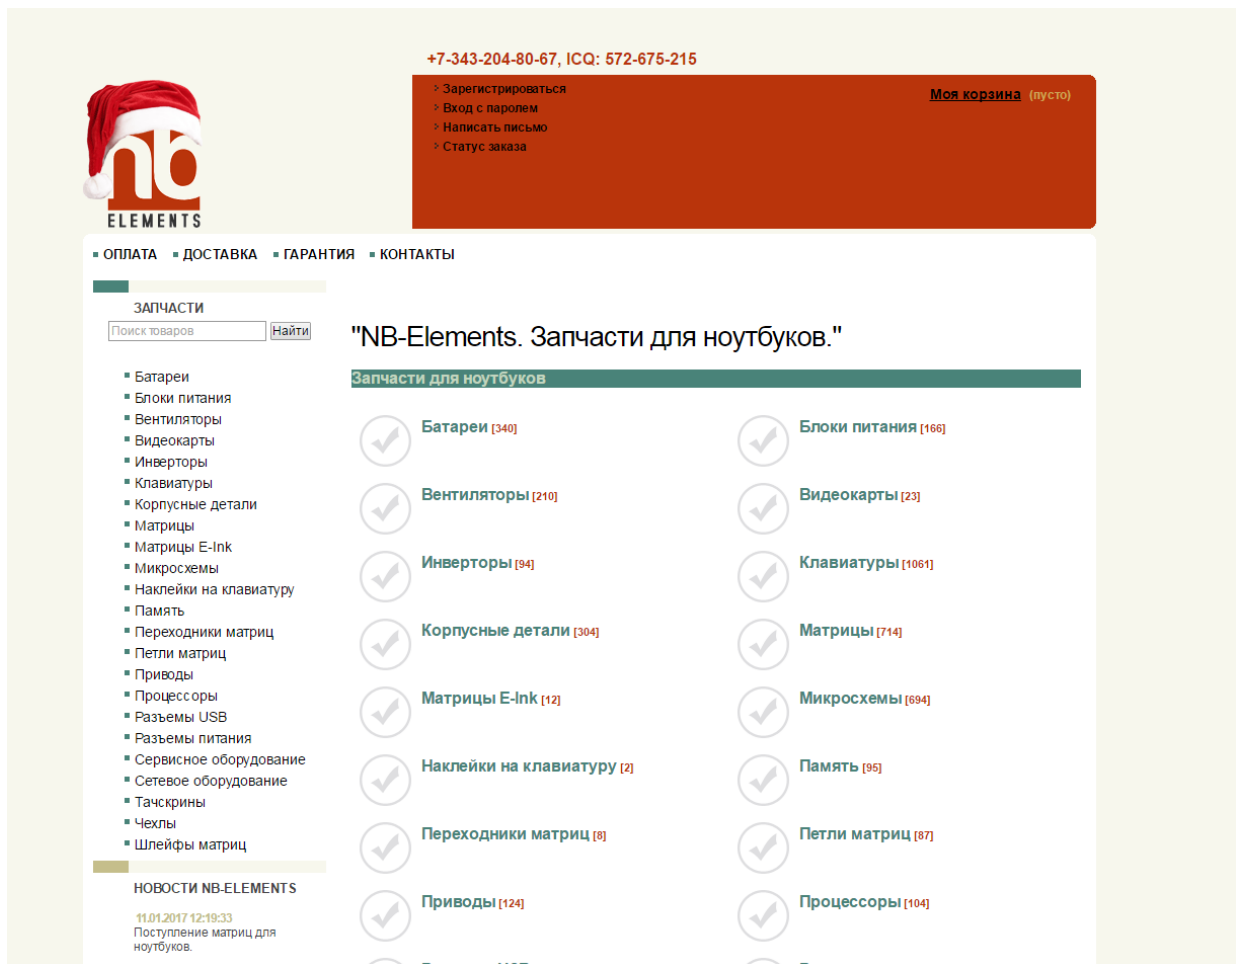 +7-343-204-80-67, ICQ: 572-675-215
Зарегистрироваться
Вход с паролем
Написать письмо
Статус заказа
Моя корзина (пусто)
nb
ELEMENTS
ОПЛАТА ДОСТАВКА ГАРАНТИЯ КОНТАКТЫ
ЗАПЧАСТИ
Поиск товаров Найти
Батареи
Блоки питания
Вентиляторы
Видеокарты
Инверторы
Клавиатуры
Корпусные детали
Матрицы
Матрицы E-Ink
Микросхемы
Наклейки на клавиатуру
Память
Переходники матриц
Петли матриц
Приводы
Процессоры
Разъемы USB
Разъемы питания
Сервисное оборудование
Сетевое оборудование
Тачскрины
Чехлы
Шлейфы матриц
НОВОСТИ NB-ELEMENTS
11.01.2017 12:19:33
Поступление матриц для
ноутбуков.
"NB-Elements. Запчасти для ноутбуков."
Запчасти для ноутбуков
Батареи [340] Блоки питания [166]
Вентиляторы [210] Видеокарты [23]
Инверторы [94] Клавиатуры [1061]
Корпусные детали [304] Матрицы [714]
Матрицы E-Ink [12] Микросхемы [694]
Наклейки на клавиатуру [2] Память [95]
Переходники матриц [8] Петли матриц [87]
Приводы [124] Процессоры [104]